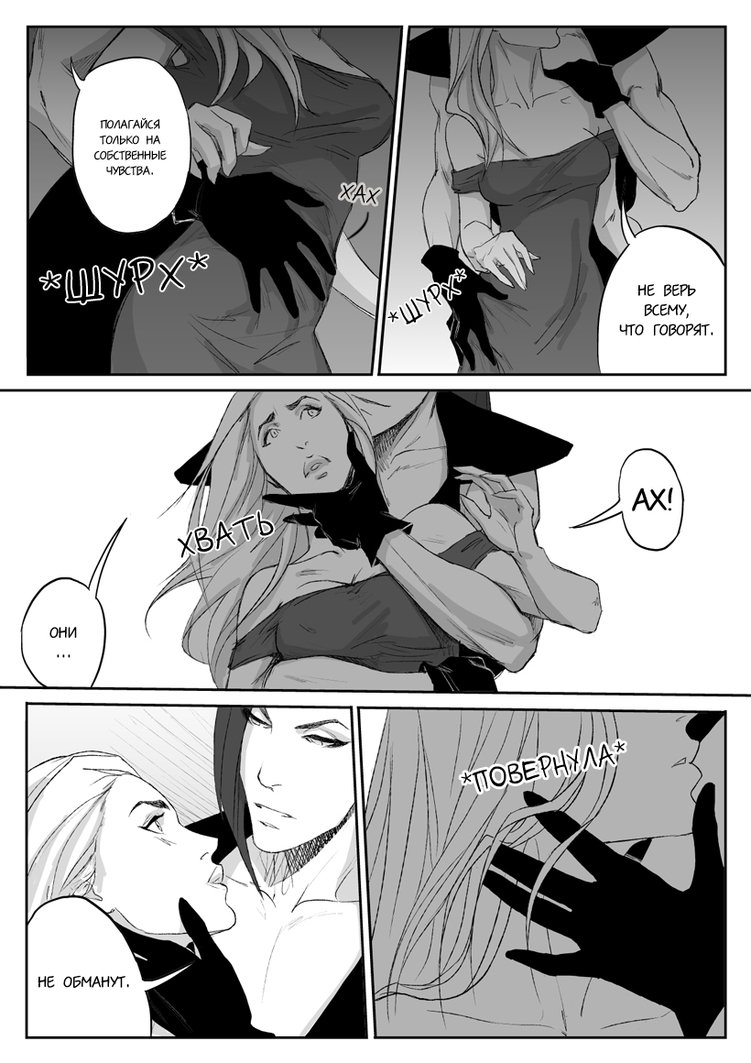 ПОЛАГАЙСЯ
ТОЛЬКО НА
СОБСТВЕННЫЕ
ЧУВСТВА.
ХАХ
*ШУРХ*
*ШУРХ*
НЕ ВЕРЬ
ВСЕМУ,
ЧТО ГОВОРЯТ.
АХ!
ХВАТЬ
ОНИ
...
НЕ ОБМАНУТ.
*ПОВЕРНУЛА*